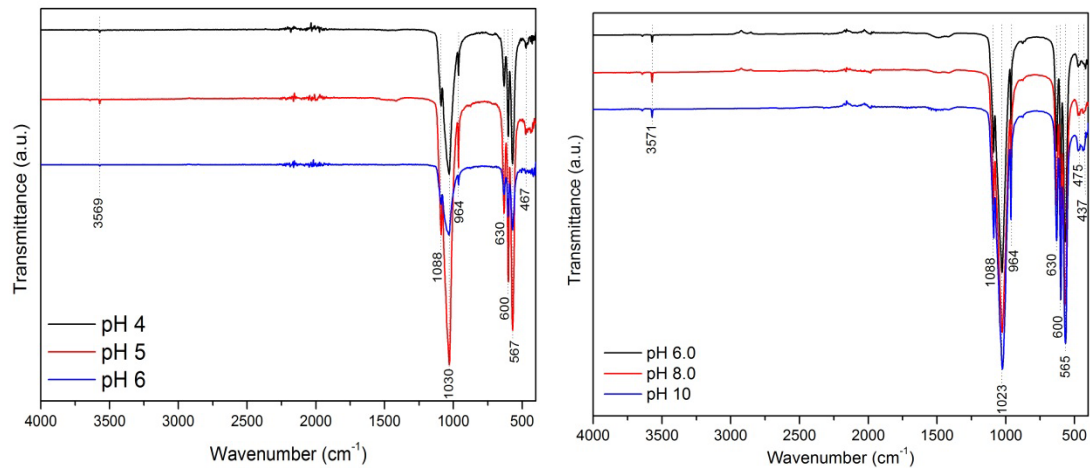 Transmittance (a.u.)
3569
1088
1030
964
630
600
567
467
pH 4
pH 5
pH 6
4000 3500 3000 2500 2000 1500 1000 500
Wavenumber (cm⁻¹)
Transmittance (a.u.)
3571
1088
1023
964
630
600
565
475
437
pH 6.0
pH 8.0
pH 10
4000 3500 3000 2500 2000 1500 1000 500
Wavenumber (cm⁻¹)